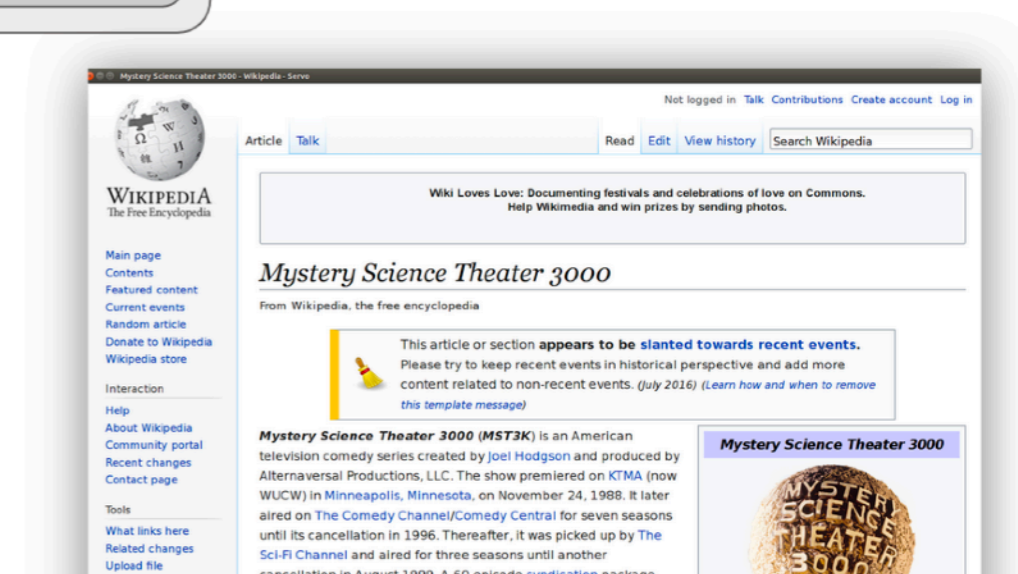 Mystery Science Theater 3000 - Wikipedia - Servo
Not logged in Talk Contributions Create account Log in
Article Talk
Read Edit View history Search Wikipedia
WIKIPEDIA
The Free Encyclopedia
Main page
Contents
Featured content
Current events
Random article
Donate to Wikipedia
Wikipedia store
Interaction
Help
About Wikipedia
Community portal
Recent changes
Contact page
Tools
What links here
Related changes
Upload file
Wiki Loves Love: Documenting festivals and celebrations of love on Commons.
Help Wikimedia and win prizes by sending photos.
Mystery Science Theater 3000
From Wikipedia, the free encyclopedia
This article or section appears to be slanted towards recent events.
Please try to keep recent events in historical perspective and add more
content related to non-recent events. (July 2016) (Learn how and when to remove
this template message)
Mystery Science Theater 3000 (MST3K) is an American
television comedy series created by Joel Hodgson and produced by
Alternaversal Productions, LLC. The show premiered on KTMA (now
WUCW) in Minneapolis, Minnesota, on November 24, 1988. It later
aired on The Comedy Channel/Comedy Central for seven seasons
until its cancellation in 1996. Thereafter, it was picked up by The
Sci-Fi Channel and aired for three seasons until another
cancellation in August 1999. A 60-episode syndication package
Mystery Science Theater 3000
MYSTERY
SCIENCE
THEATER
3000